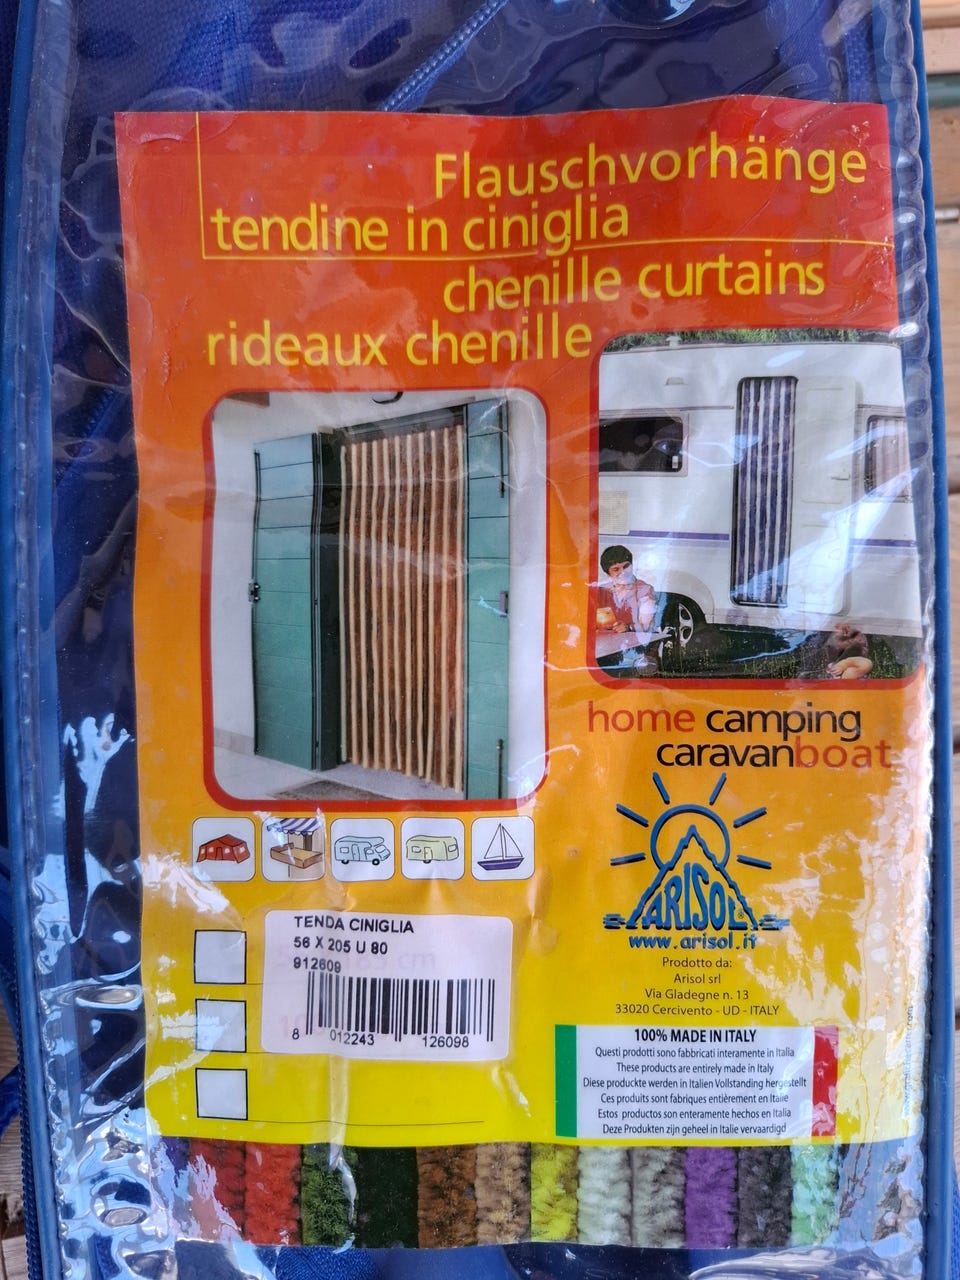 Flauschvorhänge
tendine in ciniglia
chenille curtains
rideaux chenille
home camping
caravanboat
ARISOL
www.arisol.it
Prodotto da:
Arisol srl
Via Gladegne n. 13
33020 Cercivento - UD - ITALY
TENDA CINIGLIA
56 X 205 U 80
912609
8 012243 126098
100% MADE IN ITALY
Questi prodotti sono fabbricati interamente in Italia
These products are entirely made in Italy
Diese produckte werden in Italien Vollstanding hergestellt
Ces produits sont fabriques entièrement en Italie
Estos productos son enteramente hechos en Italia
Deze Produkten zijn geheel in Italie vervaardigd